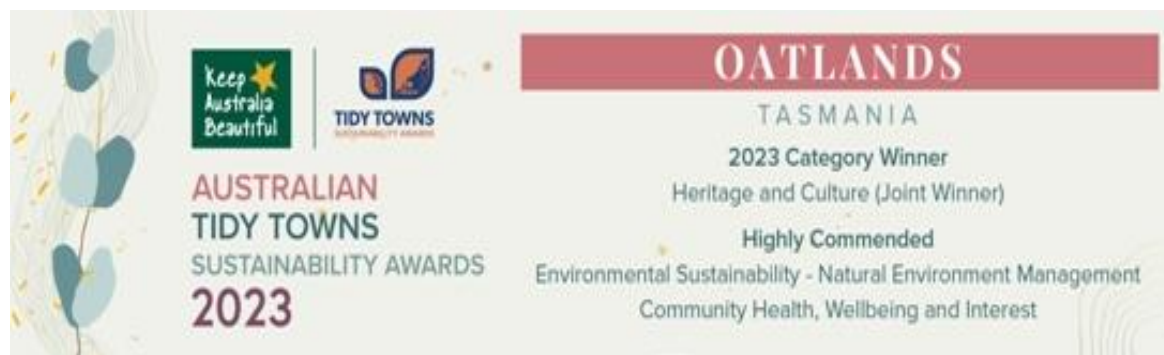 Keep
Australia
Beautiful
TIDY TOWNS
SUSTAINABILITY AWARDS
AUSTRALIAN
TIDY TOWNS
SUSTAINABILITY AWARDS
2023
OATLANDS
TASMANIA
2023 Category Winner
Heritage and Culture (Joint Winner)
Highly Commended
Environmental Sustainability - Natural Environment Management
Community Health, Wellbeing and Interest